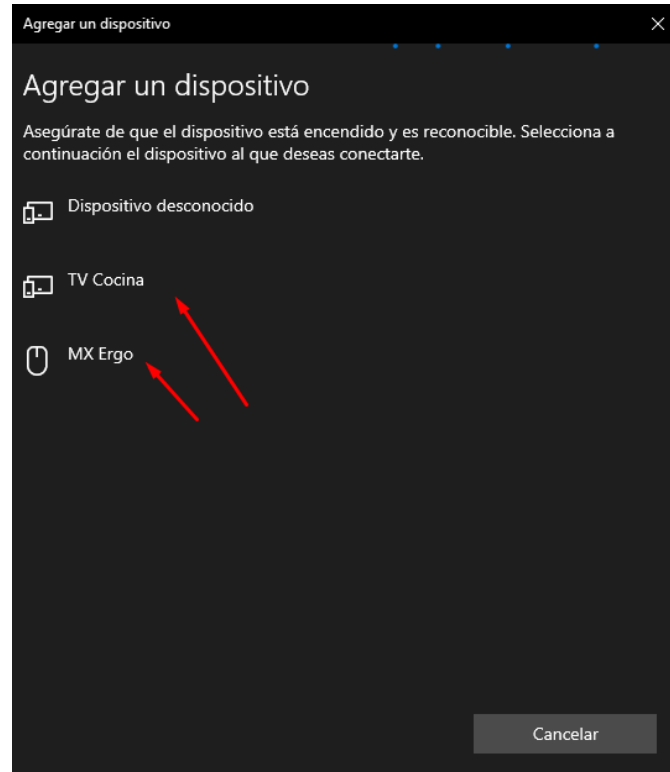 Agregar un dispositivo
Agregar un dispositivo
Asegúrate de que el dispositivo está encendido y es reconocible. Selecciona a
continuación el dispositivo al que deseas conectarte.
Dispositivo desconocido
TV Cocina
MX Ergo
Cancelar